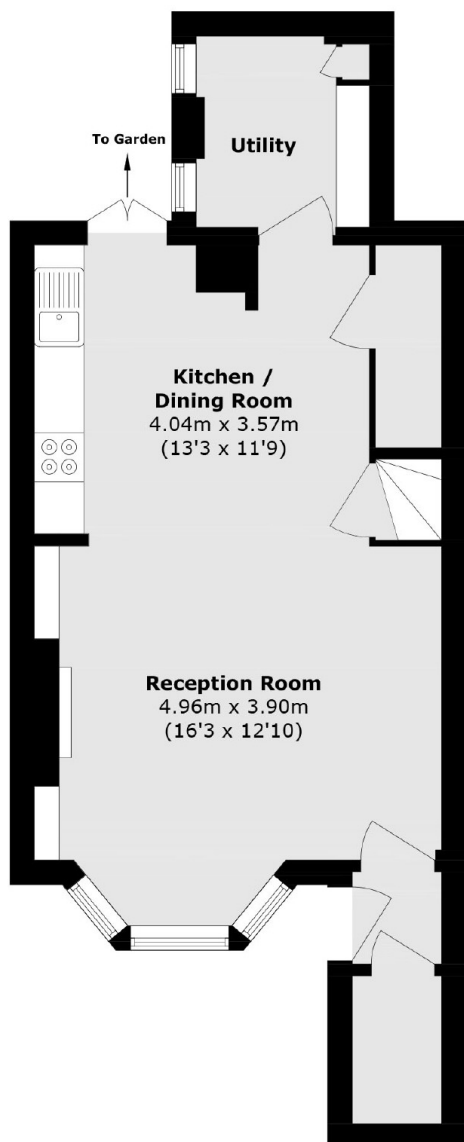 To Garden
Utility
Kitchen /
Dining Room
4.04m x 3.57m
(13'3 x 11'9)
Reception Room
4.96m x 3.90m
(16'3 x 12'10)